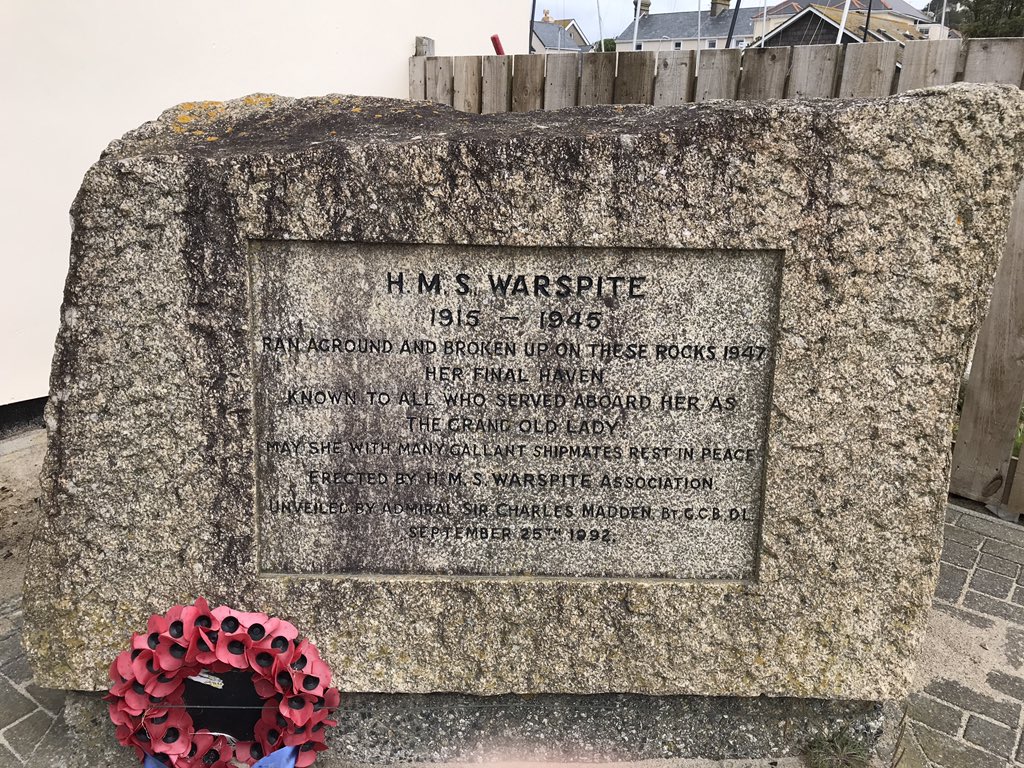 H.M.S. WARSPITE
1915 — 1945
RAN AGROUND AND BROKEN UP ON THESE ROCKS 1947
HER FINAL HAVEN
KNOWN TO ALL WHO SERVED ABOARD HER AS
THE GRAND OLD LADY
MAY SHE WITH MANY GALLANT SHIPMATES REST IN PEACE
ERECTED BY H.M.S. WARSPITE ASSOCIATION.
UNVEILED BY ADMIRAL SIR CHARLES MADDEN, BT. G.C.B, D.L.
SEPTEMBER 25TH 1992.